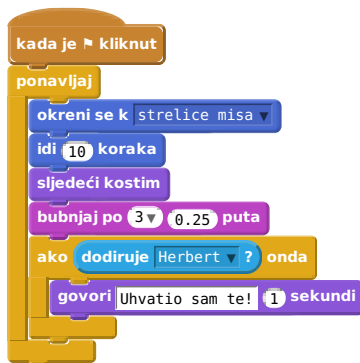 kada je ⚑ kliknut
ponavljaj
okreni se k strelice misa ▼
idi 10 koraka
sljedeći kostim
bubnjaj po 3 ▼ 0.25 puta
ako dodiruje Herbert ▼ ? onda
govori Uhvatio sam te! 1 sekundi